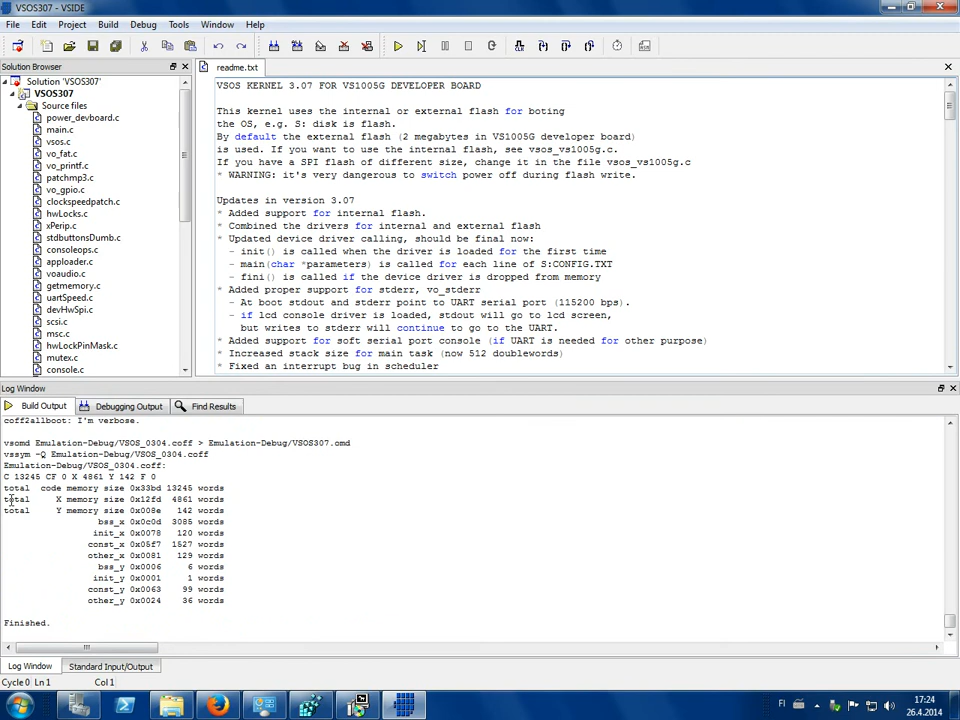 VSOS307 - VSIDE
File Edit Project Build Debug Tools Window Help
Solution Browser
readme.txt
Solution 'VSOS307'
VSOS307
Source files
power_devboard.c
main.c
vsos.c
vo_fat.c
vo_printf.c
patchmp3.c
vo_gpio.c
clockspeedpatch.c
hwLocks.c
xPerip.c
stdbuttonsDumb.c
consoleops.c
apploader.c
voaudio.c
getmemory.c
uartSpeed.c
devHwSpi.c
scsi.c
msc.c
hwLockPinMask.c
mutex.c
console.c
VSOS KERNEL 3.07 FOR VS1005G DEVELOPER BOARD
This kernel uses the internal or external flash for boting
the OS, e.g. S: disk is flash.
By default the external flash (2 megabytes in VS1005G developer board)
is used. If you want to use the internal flash, see vsos_vs1005g.c.
If you have a SPI flash of different size, change it in the file vsos_vs1005g.c
* WARNING: it's very dangerous to switch power off during flash write.
Updates in version 3.07
* Added support for internal flash.
* Combined the drivers for internal and external flash
* Updated device driver calling, should be final now:
- init() is called when the driver is loaded for the first time
- main(char *parameters) is called for each line of S:CONFIG.TXT
- fini() is called if the device driver is dropped from memory
* Added proper support for stderr, vo_stderr
- At boot stdout and stderr point to UART serial port (115200 bps).
- if lcd console driver is loaded, stdout will go to lcd screen,
but writes to stderr will continue to go to the UART.
* Added support for soft serial port console (if UART is needed for other purpose)
* Increased stack size for main task (now 512 doublewords)
* Fixed an interrupt bug in scheduler
Log Window
Build Output Debugging Output Find Results
coff2allboot: I'm verbose.
vsomd Emulation-Debug/VSOS_0304.coff > Emulation-Debug/VSOS307.omd
vssym -Q Emulation-Debug/VSOS_0304.coff
Emulation-Debug/VSOS_0304.coff:
C 13245 CF 0 X 4861 Y 142 F 0
total code memory size 0x33bd 13245 words
total X memory size 0x12fd 4861 words
total Y memory size 0x008e 142 words
bss_x 0x0c0d 3085 words
init_x 0x0078 120 words
const_x 0x05f7 1527 words
other_x 0x0081 129 words
bss_y 0x0006 6 words
init_y 0x0001 1 words
const_y 0x0063 99 words
other_y 0x0024 36 words
Finished.
Log Window Standard Input/Output
Cycle 0 Ln 1 Col 1
FI 17:24
26.4.2014